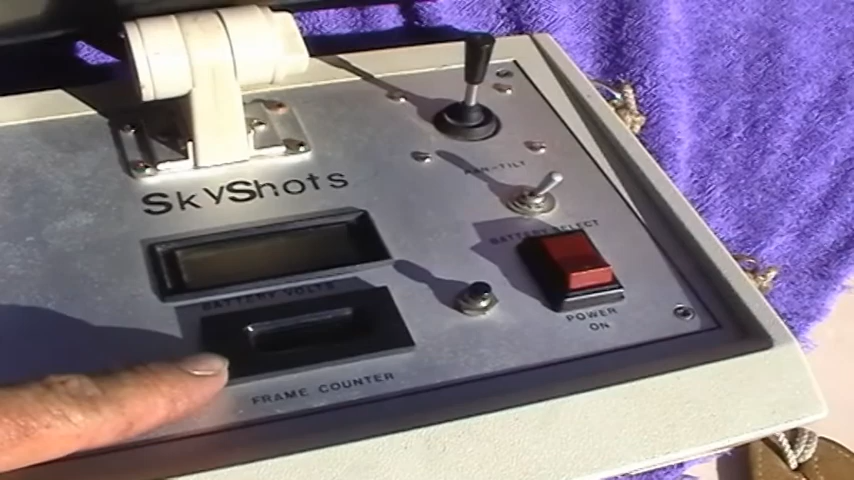 SkyShots
PAN-TILT
BATTERY SELECT
BATTERY VOLTS
POWER
ON
FRAME COUNTER